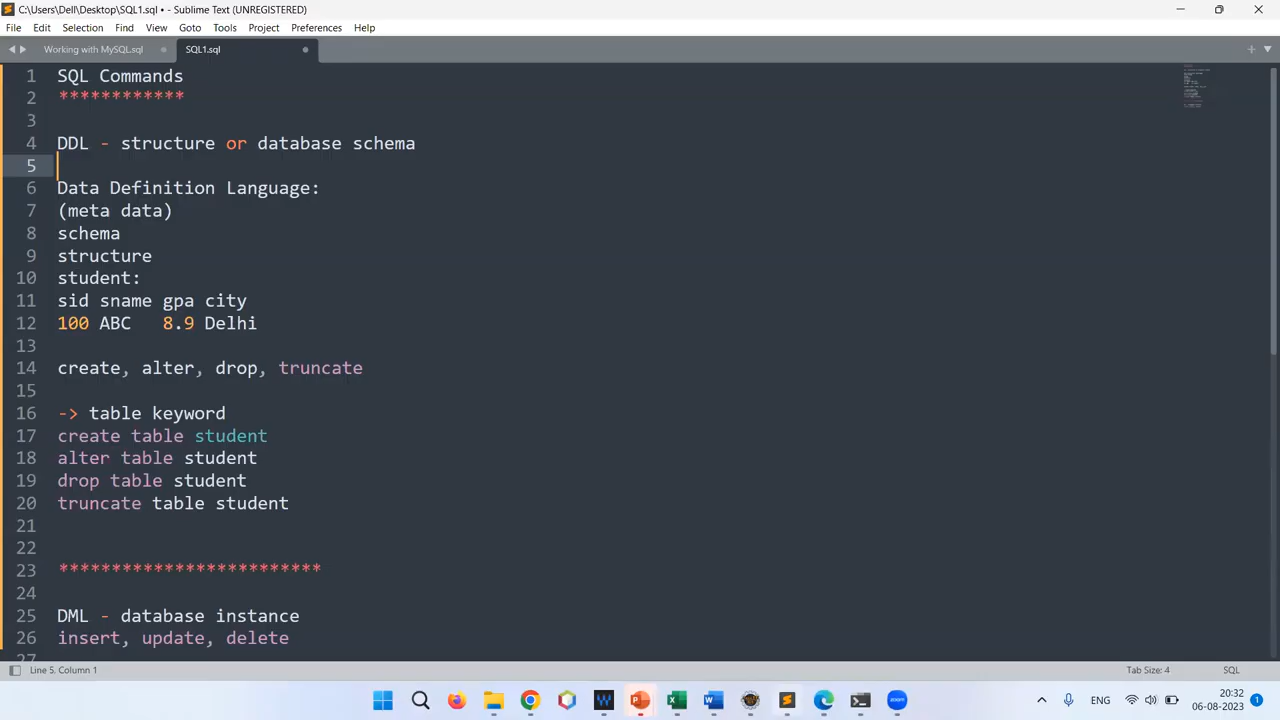 C:\Users\Dell\Desktop\SQL1.sql • - Sublime Text (UNREGISTERED)
File Edit Selection Find View Goto Tools Project Preferences Help
Working with MySQL.sql SQL1.sql
1 SQL Commands
2 ************
3
4 DDL - structure or database schema
5
6 Data Definition Language:
7 (meta data)
8 schema
9 structure
10 student:
11 sid sname gpa city
12 100 ABC 8.9 Delhi
13
14 create, alter, drop, truncate
15
16 -> table keyword
17 create table student
18 alter table student
19 drop table student
20 truncate table student
21
22
23 *************************
24
25 DML - database instance
26 insert, update, delete
27
Line 5, Column 1 Tab Size: 4 SQL
ENG 20:32
06-08-2023 1